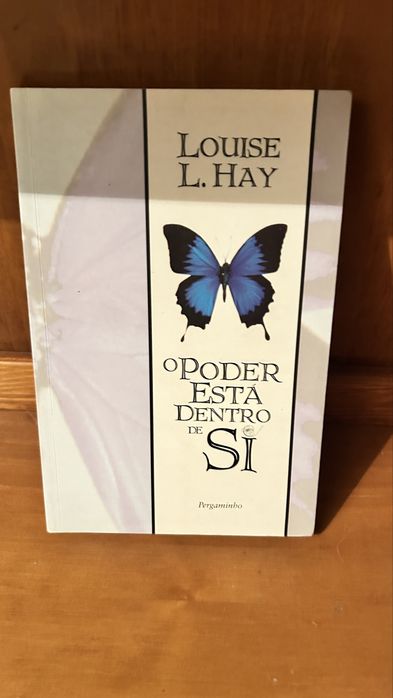 LOUISE
L. HAY
O PODER
ESTÁ
DENTRO
DE SI
Pergaminho